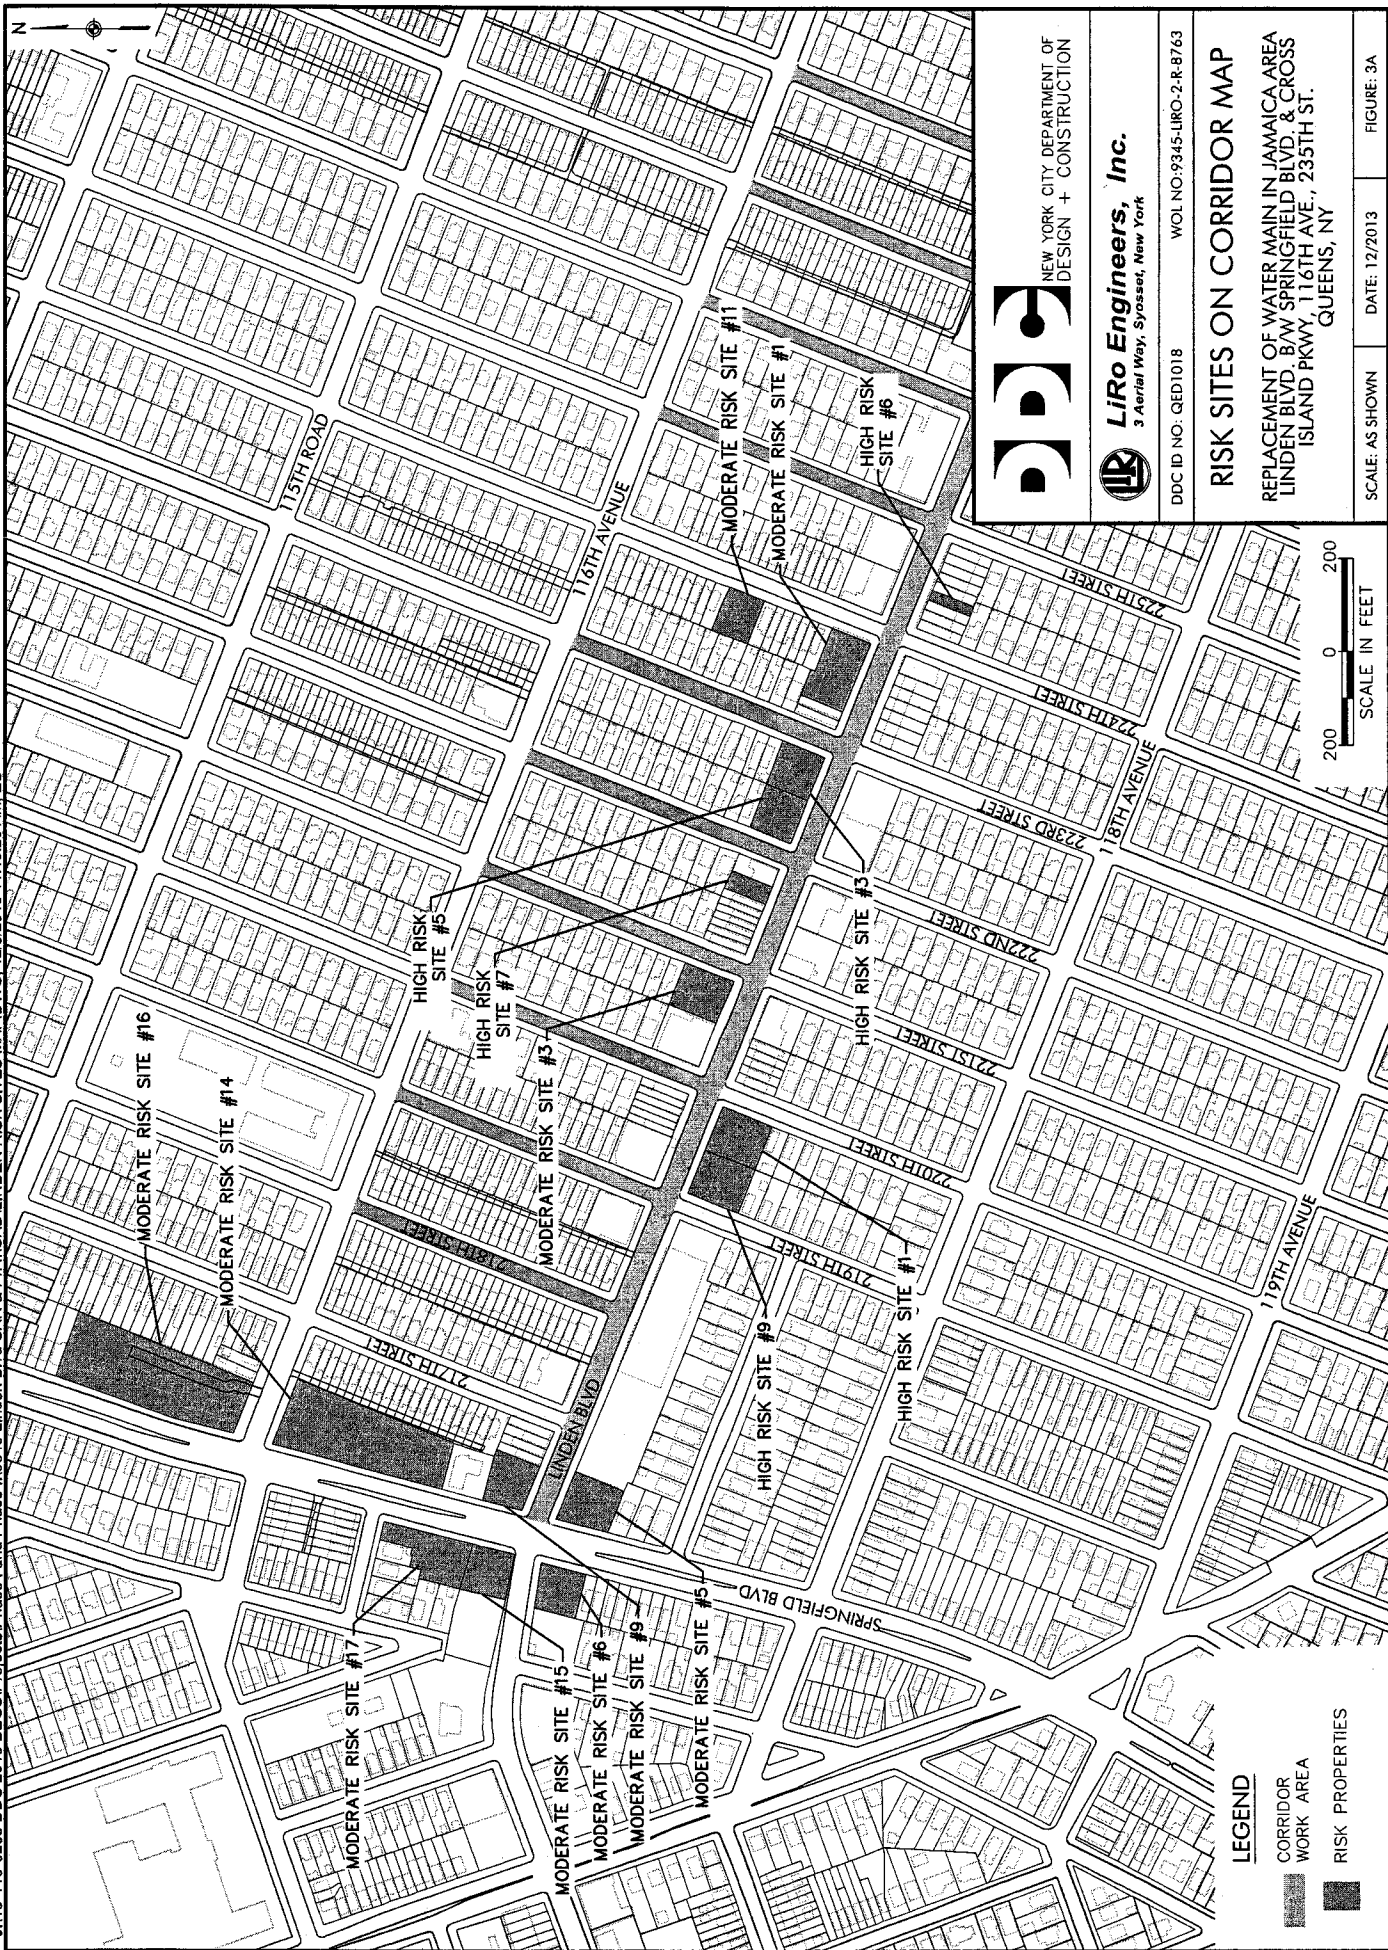 N
115TH ROAD
116TH AVENUE
MODERATE RISK SITE #16
MODERATE RISK SITE #14
HIGH RISK
SITE #5
HIGH RISK
SITE #7
MODERATE RISK SITE #3
MODERATE RISK SITE #11
MODERATE RISK SITE #1
HIGH RISK
SITE #6
MODERATE RISK SITE #17
MODERATE RISK SITE #15
MODERATE RISK SITE #6
MODERATE RISK SITE #9
MODERATE RISK SITE #5
HIGH RISK SITE #9
HIGH RISK SITE #1
HIGH RISK SITE #3
217TH STREET
218TH STREET
LINDEN BLVD
SPRINGFIELD BLVD
219TH STREET
220TH STREET
221ST STREET
222ND STREET
223RD STREET
224TH STREET
225TH STREET
118TH AVENUE
119TH AVENUE
LEGEND
CORRIDOR
WORK AREA
RISK PROPERTIES
200 0 200
SCALE IN FEET
DDC
NEW YORK CITY DEPARTMENT OF
DESIGN + CONSTRUCTION
LiRo Engineers, Inc.
3 Aerial Way, Syosset, New York
DDC ID NO: QED1018 WOL NO:9345-LIRO-2-R-8763
RISK SITES ON CORRIDOR MAP
REPLACEMENT OF WATER MAIN IN JAMAICA AREA
LINDEN BLVD. B/W SPRINGFIELD BLVD. & CROSS
ISLAND PKWY, 116TH AVE., 235TH ST.
QUEENS, NY
SCALE: AS SHOWN DATE: 12/2013 FIGURE: 3A